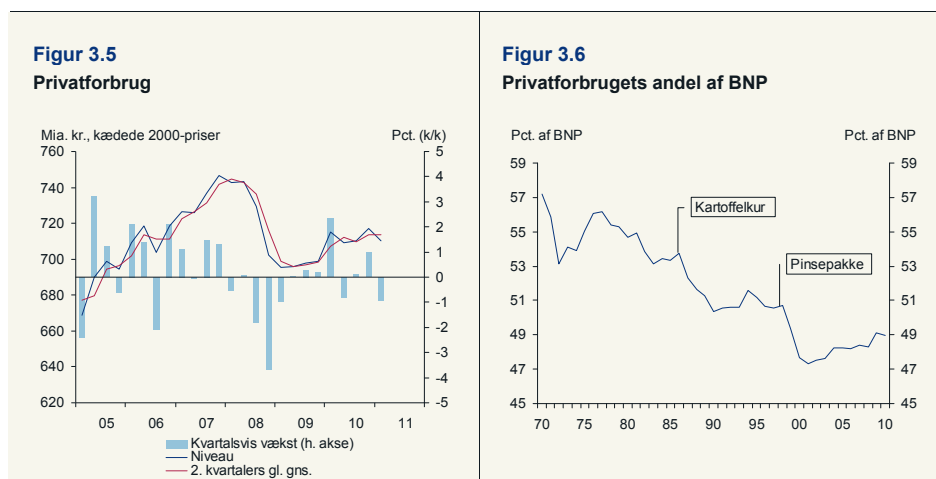 Figur 3.5
Privatforbrug
Mia. kr., kædede 2000-priser Pct. (k/k)
760 5
4
740
3
720 2
1
700
0
680 -1
-2
660
-3
640
-4
620 -5
05 06 07 08 09 10 11
Kvartalsvis vækst (h. akse)
Niveau
2. kvartalers gl. gns.
Figur 3.6
Privatforbrugets andel af BNP
Pct. af BNP Pct. af BNP
59 59
57 57
Kartoffelkur
55 55
53 53
Pinsepakke
51 51
49 49
47 47
45 45
70 75 80 85 90 95 00 05 10